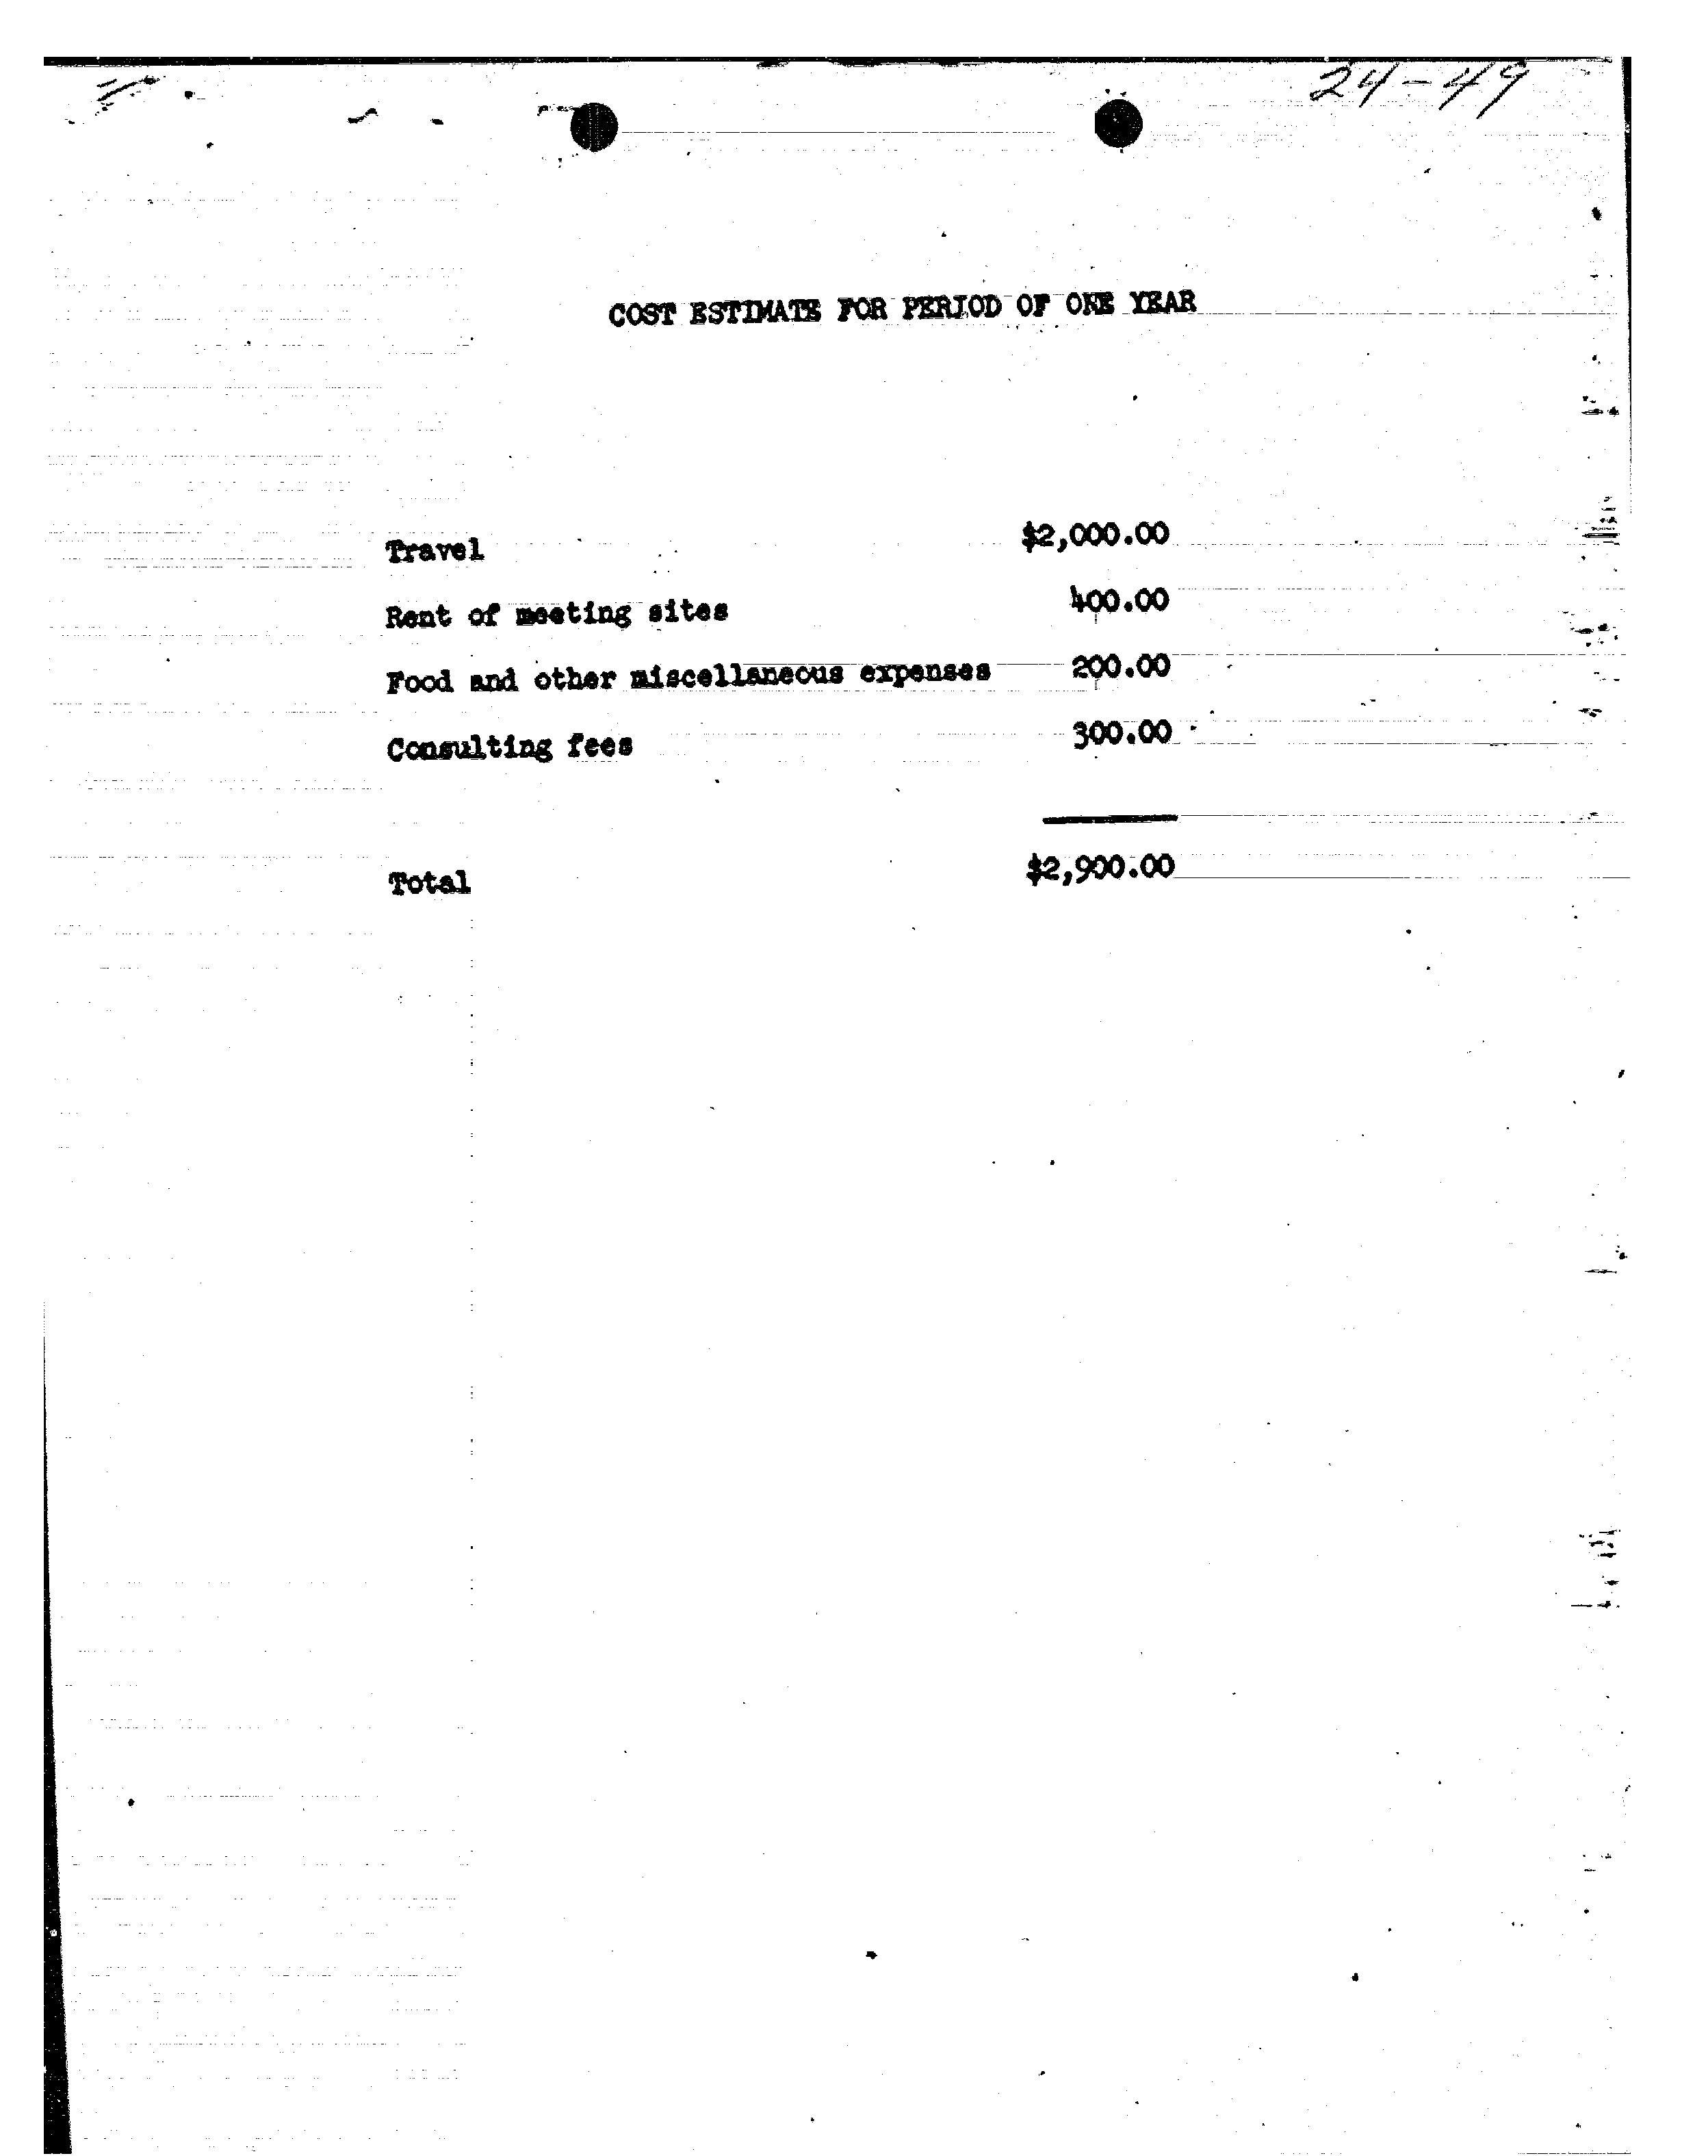 24-49
COST ESTIMATE FOR PERIOD OF ONE YEAR
Travel $2,000.00
Rent of meeting sites 400.00
Food and other miscellaneous expenses 200.00
Consulting fees 300.00
Total $2,900.00